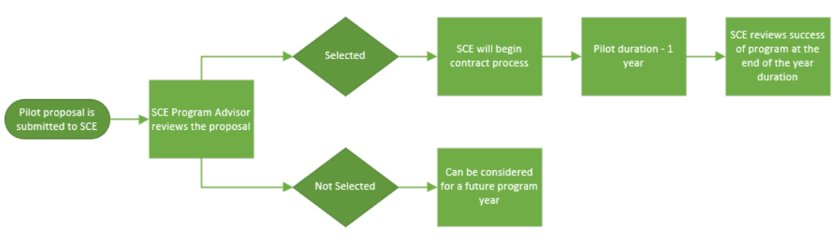 Pilot proposal is
submitted to SCE
SCE Program Advisor
reviews the proposal
Selected
SCE will begin
contract process
Pilot duration - 1
year
SCE reviews success
of program at the
end of the year
duration
Not Selected
Can be considered
for a future program
year